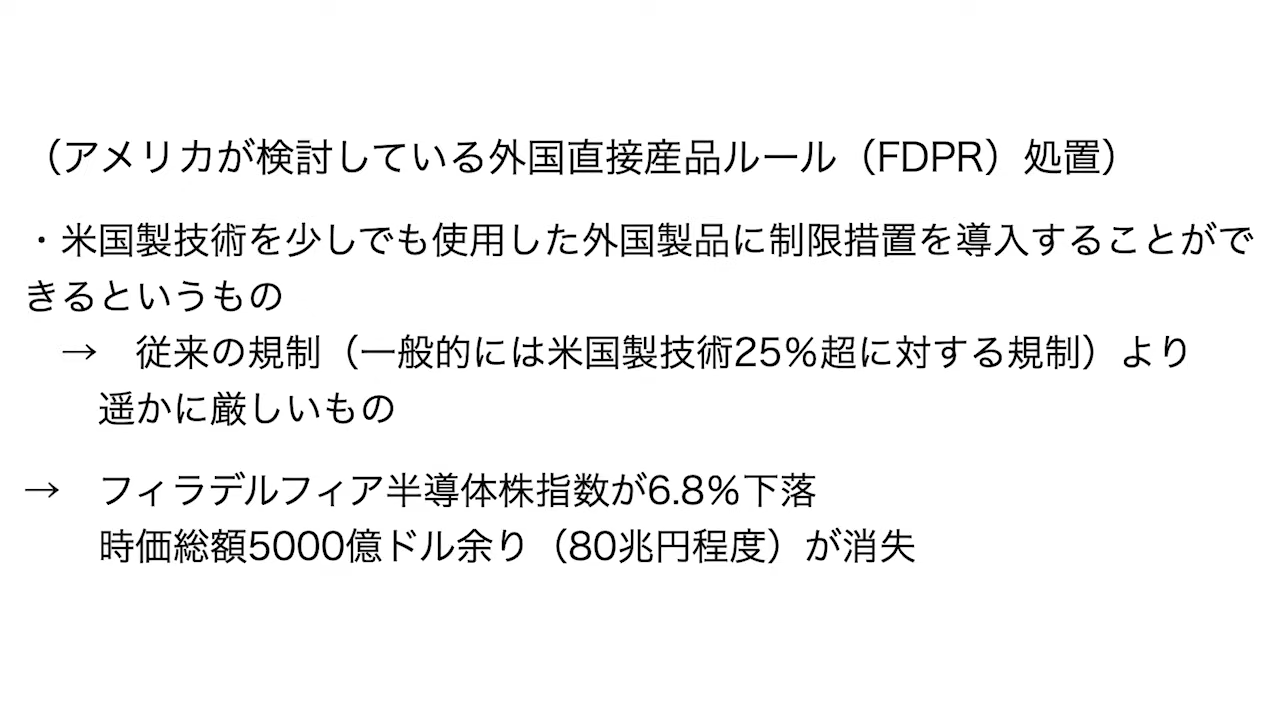 （アメリカが検討している外国直接産品ルール（FDPR）処置）
・米国製技術を少しでも使用した外国製品に制限措置を導入することがで
きるというもの
→　従来の規制（一般的には米国製技術25％超に対する規制）より
遥かに厳しいもの
→　フィラデルフィア半導体株指数が6.8％下落
時価総額5000億ドル余り（80兆円程度）が消失